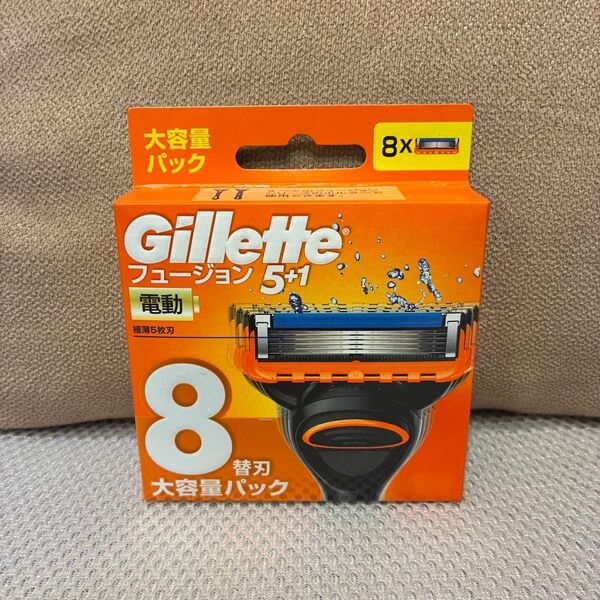 大容量
パック
8X
Gillette®
フュージョン 5+1
電動
極薄5枚刃
8
替刃
大容量パック